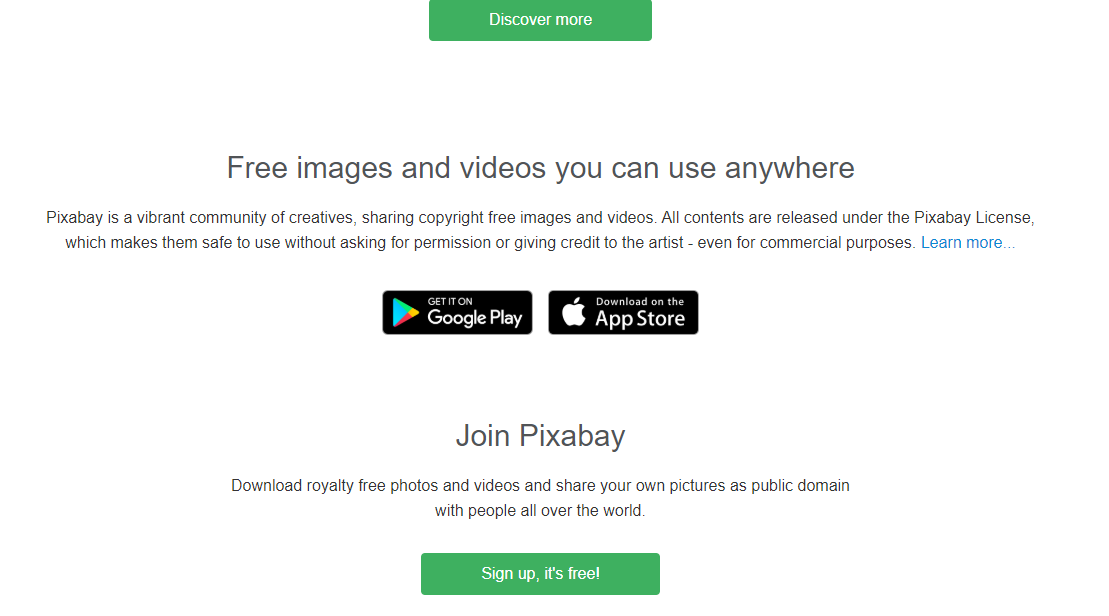 Discover more
Free images and videos you can use anywhere
Pixabay is a vibrant community of creatives, sharing copyright free images and videos. All contents are released under the Pixabay License,
which makes them safe to use without asking for permission or giving credit to the artist - even for commercial purposes. Learn more...
GET IT ON
Google Play
Download on the
App Store
Join Pixabay
Download royalty free photos and videos and share your own pictures as public domain
with people all over the world.
Sign up, it's free!